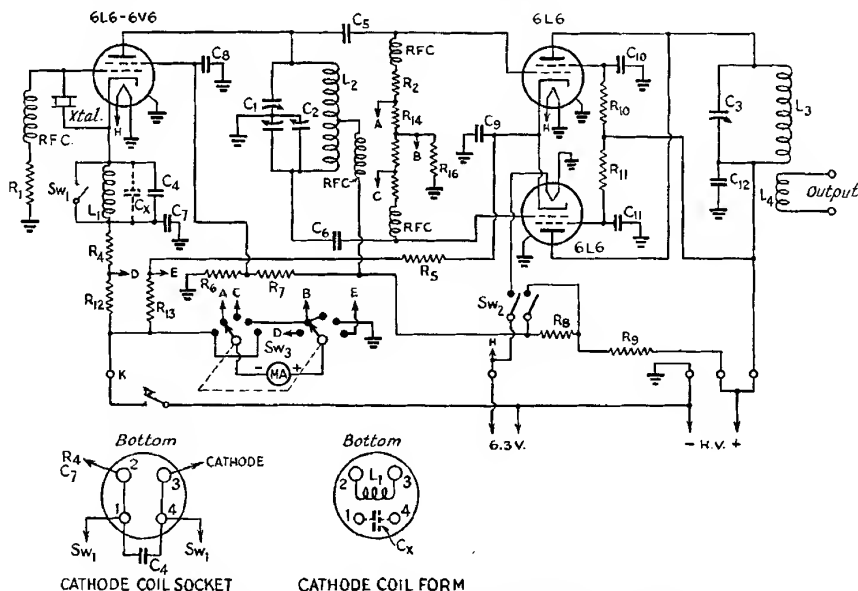 6L6-6V6
6L6
C5
C8
RFC
C10
L2
R2
Xtal.
H
C1
C2
A
R14
B
C9
H
R10
C3
L3
RFC.
R1
Sw1
L1
Cx
C4
C7
RFC
C
R16
R11
C12
L4
Output
C6
RFC
6L6
C11
R4
D
E
R5
R6
R7
R12
R13
A
C
B
E
D
Sw3
Sw2
R8
R9
- MA +
H
K
6.3 V.
- H.V. +
Bottom
R4
C7
2
3
CATHODE
1
4
Sw1
Sw1
C4
CATHODE COIL SOCKET
Bottom
L1
2
3
1
4
Cx
CATHODE COIL FORM